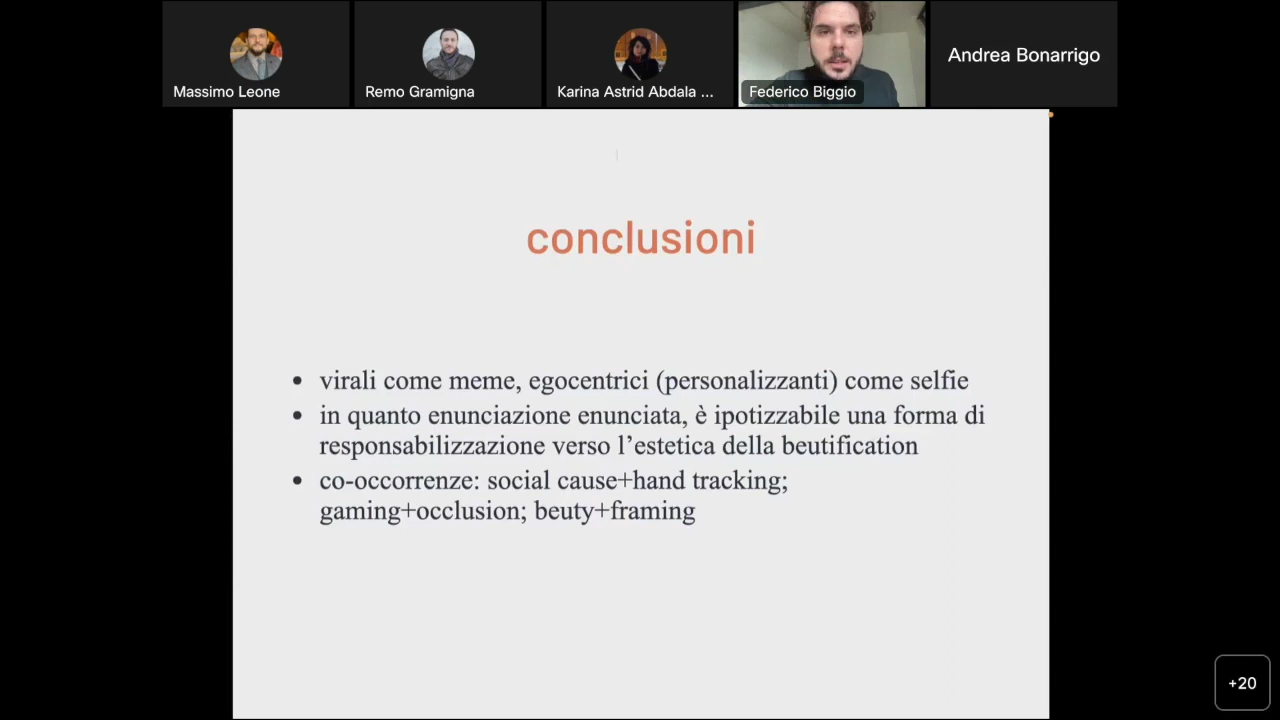 Massimo Leone
Remo Gramigna
Karina Astrid Abdala ...
Federico Biggio
Andrea Bonarrigo
conclusioni
• virali come meme, egocentrici (personalizzanti) come selfie
• in quanto enunciazione enunciata, è ipotizzabile una forma di
responsabilizzazione verso l’estetica della beutification
• co-occorrenze: social cause+hand tracking;
gaming+occlusion; beuty+framing
+20